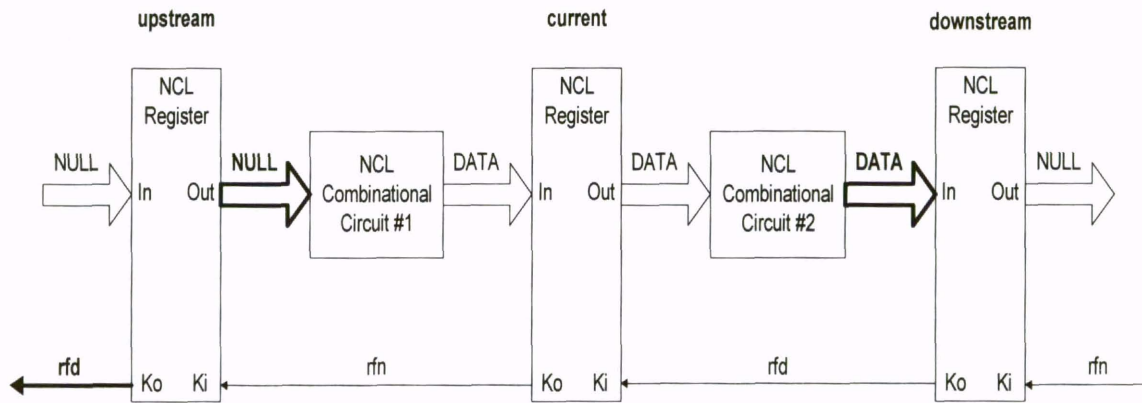 upstream
current
downstream
NCL
Register
NCL
Register
NCL
Register
NULL
NULL
NCL
Combinational
Circuit #1
DATA
DATA
NCL
Combinational
Circuit #2
DATA
NULL
In
Out
In
Out
In
Out
rfd
Ko
Ki
rfn
Ko
Ki
rfd
Ko
Ki
rfn